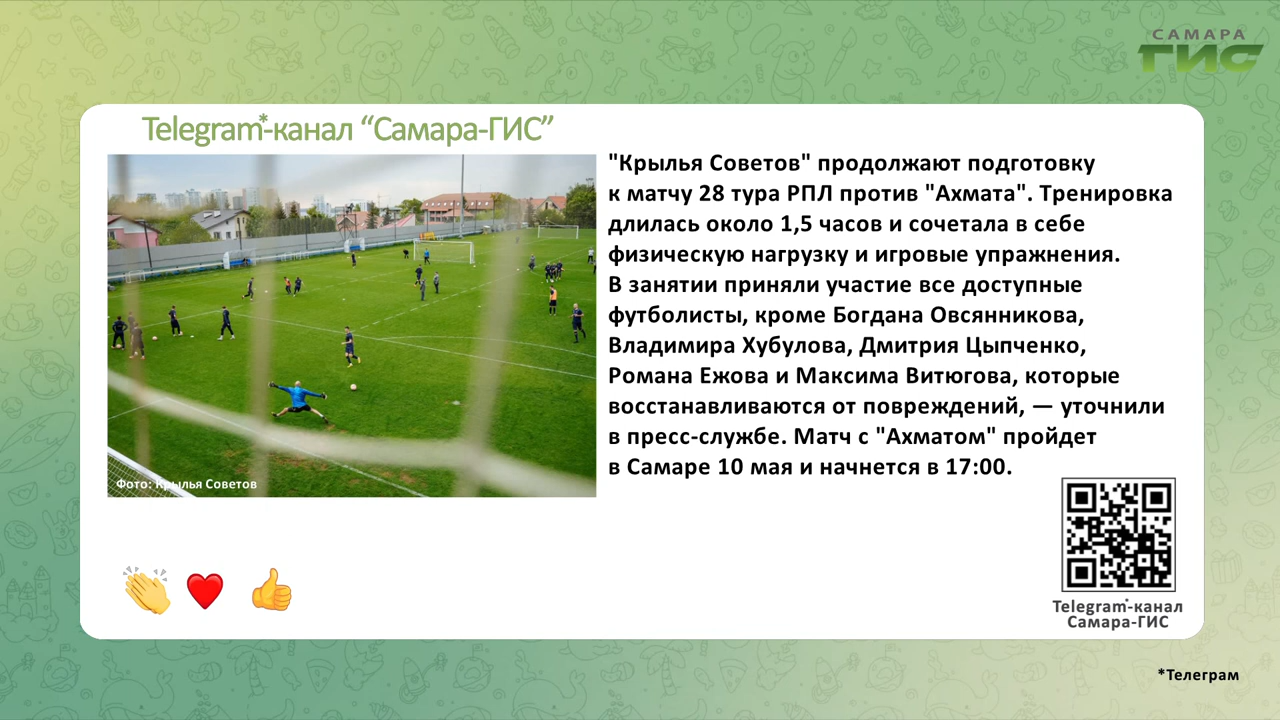 САМАРА
ГИС
Telegram*-канал “Самара-ГИС”
"Крылья Советов" продолжают подготовку
к матчу 28 тура РПЛ против "Ахмата". Тренировка
длилась около 1,5 часов и сочетала в себе
физическую нагрузку и игровые упражнения.
В занятии приняли участие все доступные
футболисты, кроме Богдана Овсянникова,
Владимира Хубулова, Дмитрия Цыпченко,
Романа Ежова и Максима Витюгова, которые
восстанавливаются от повреждений, — уточнили
в пресс-службе. Матч с "Ахматом" пройдет
в Самаре 10 мая и начнется в 17:00.
Фото: Крылья Советов
Telegram*-канал
Самара-ГИС
*Телеграм